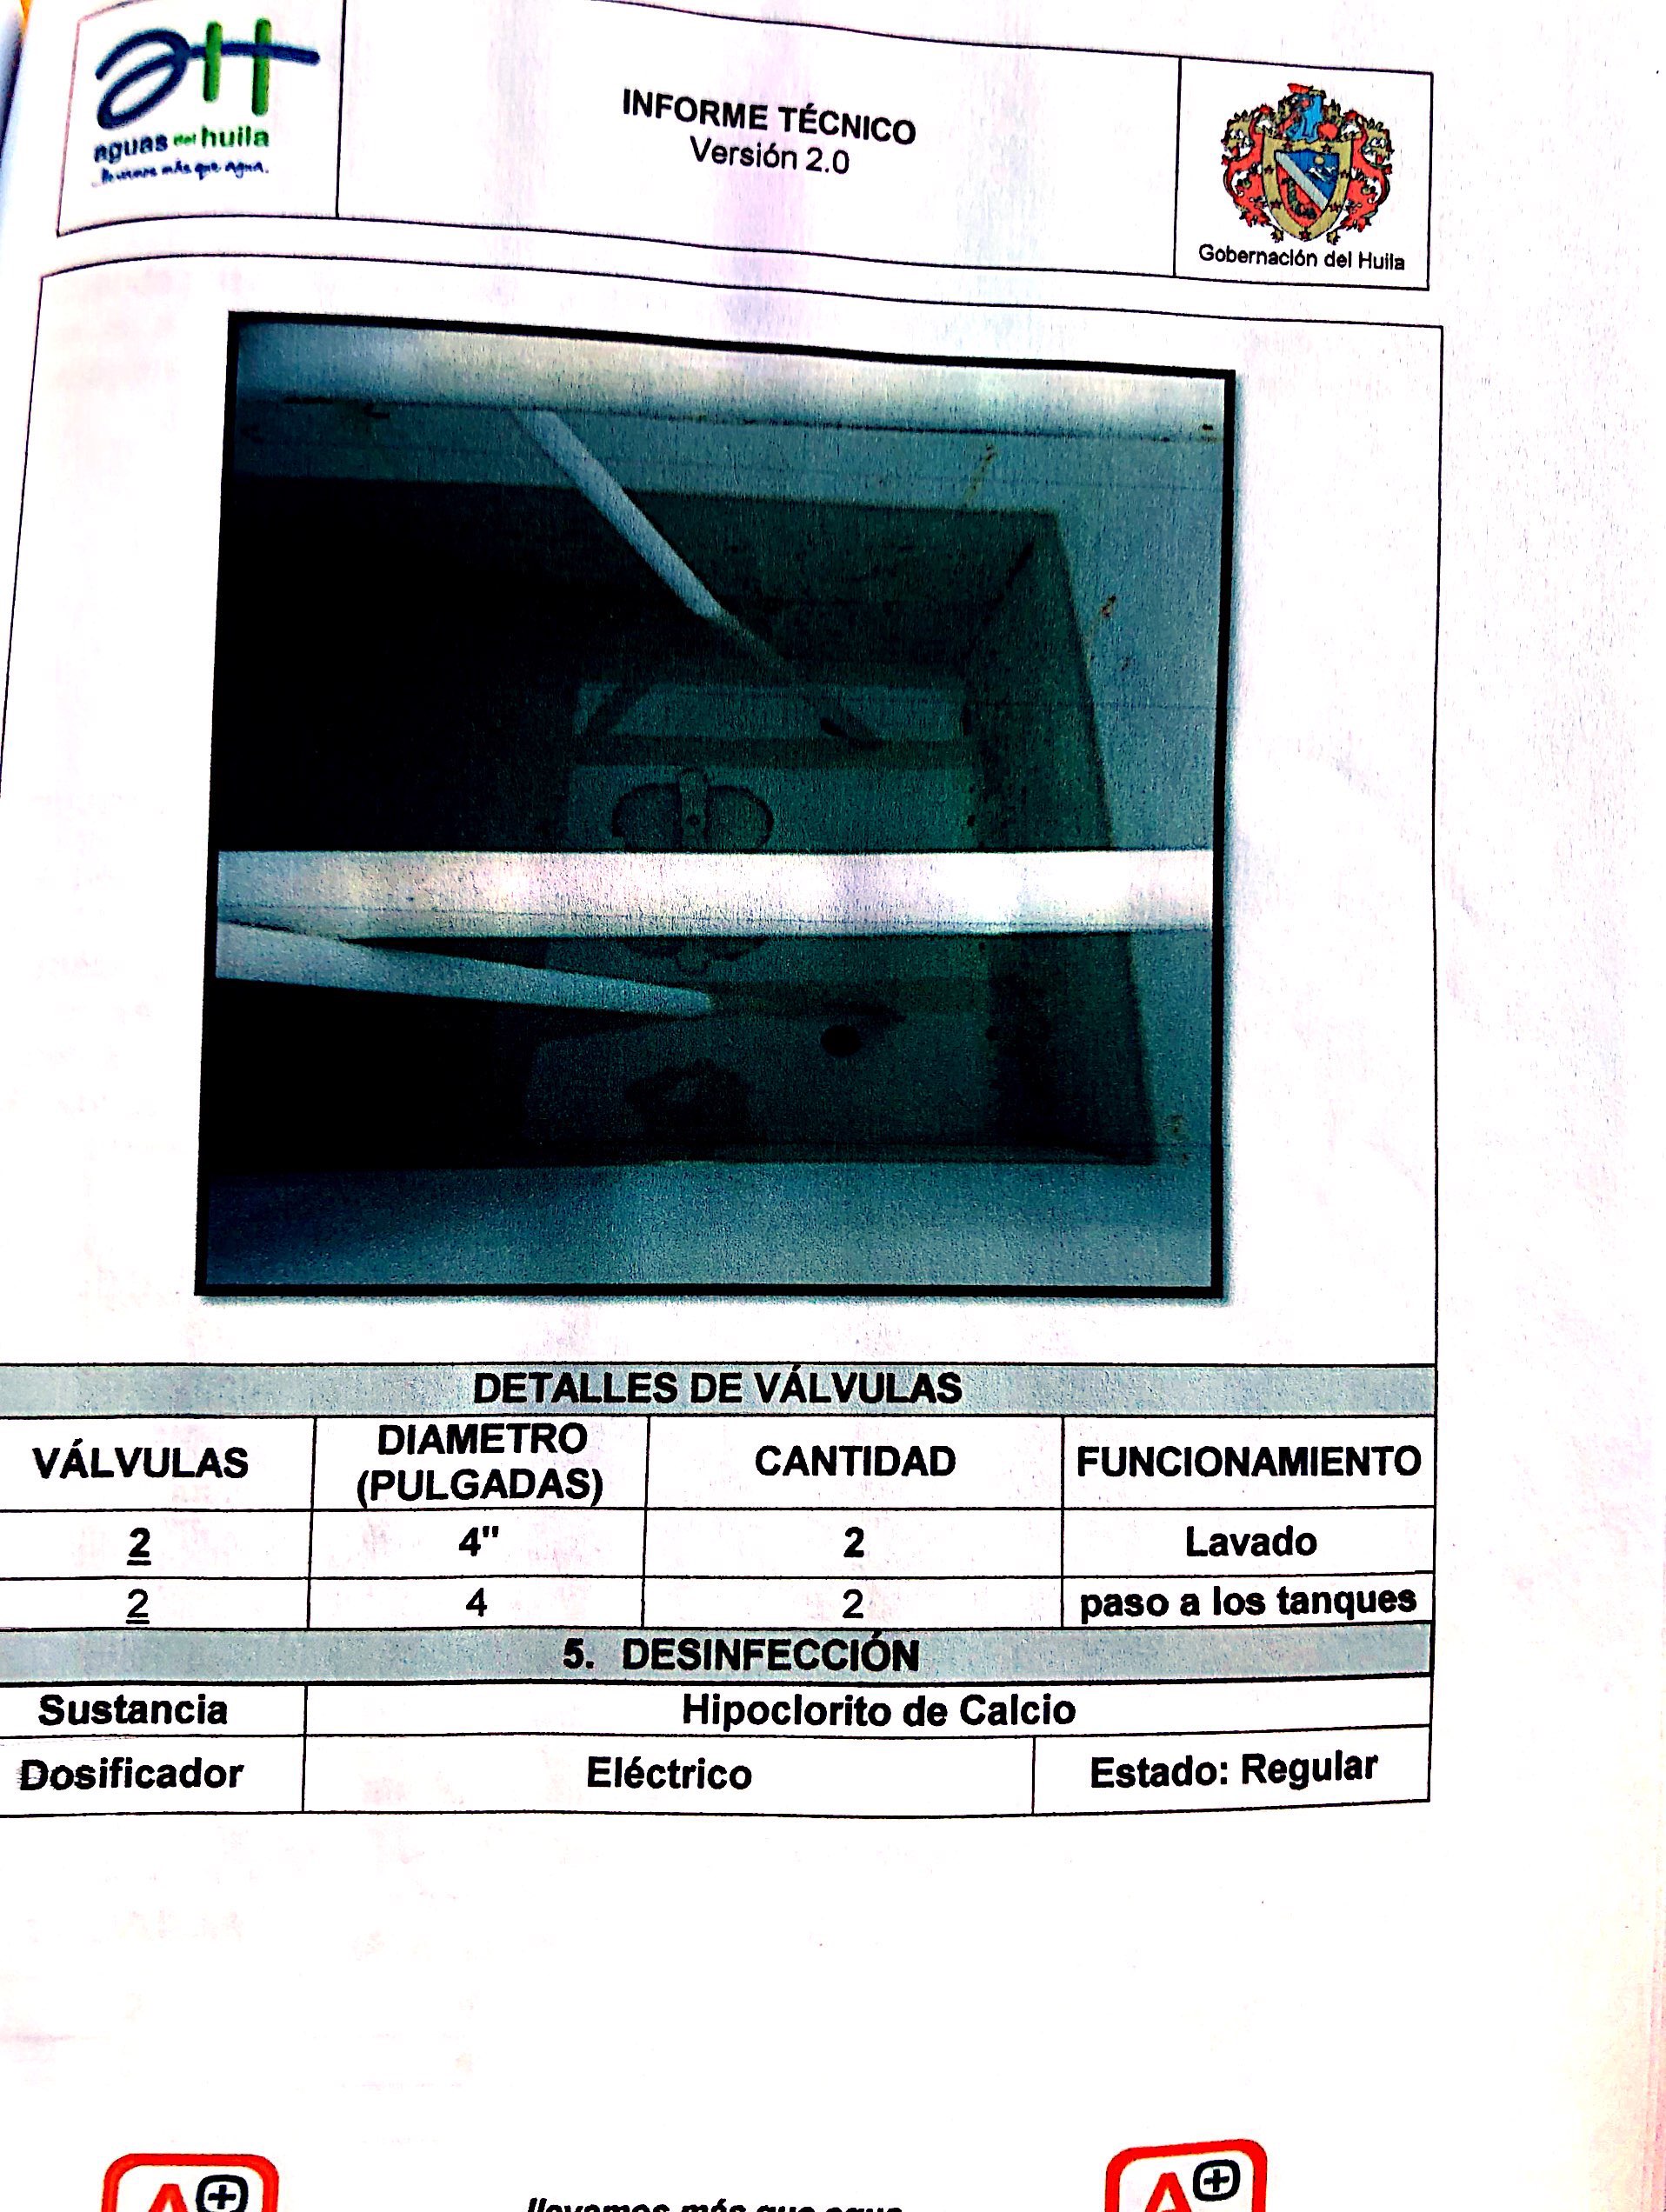 aguas del huila
llevamos más que agua.
INFORME TÉCNICO
Versión 2.0
Gobernación del Huila
DETALLES DE VÁLVULAS
VÁLVULAS DIAMETRO (PULGADAS) CANTIDAD FUNCIONAMIENTO
2 4" 2 Lavado
2 4 2 paso a los tanques
5. DESINFECCIÓN
Sustancia Hipoclorito de Calcio
Dosificador Eléctrico Estado: Regular
A+ llevamos más que agua A+